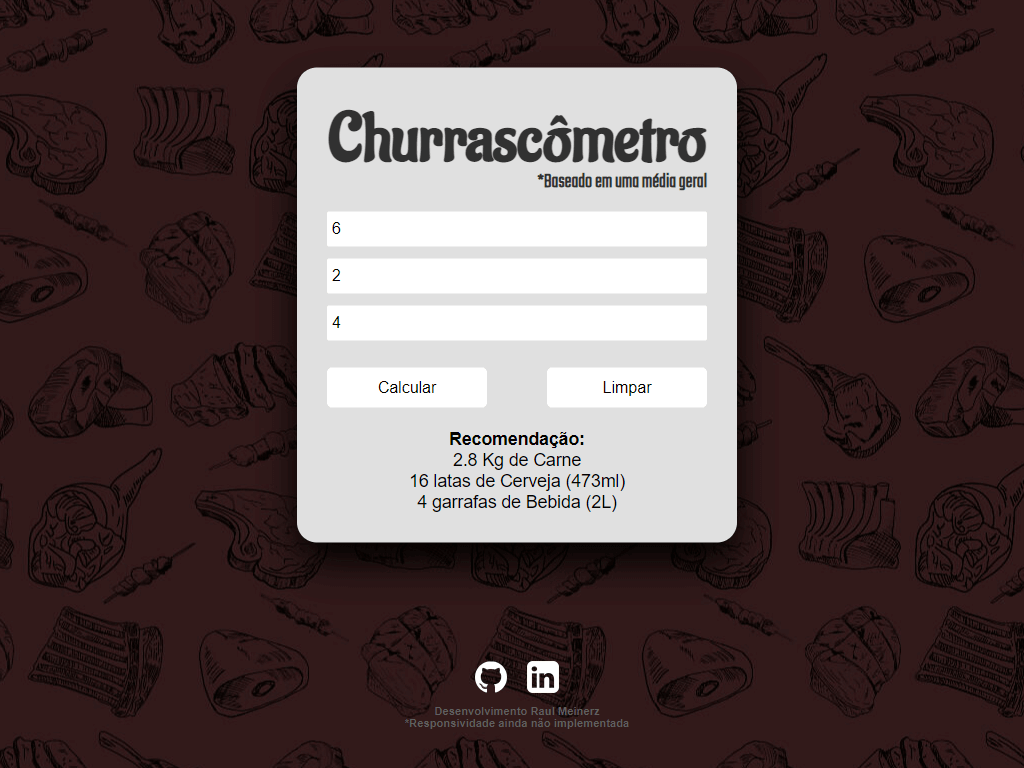 Churrascômetro
*Baseado em uma média geral
6
2
4
Calcular
Limpar
Recomendação:
2.8 Kg de Carne
16 latas de Cerveja (473ml)
4 garrafas de Bebida (2L)
in
Desenvolvimento Raul Meinerz
*Responsividade ainda não implementada